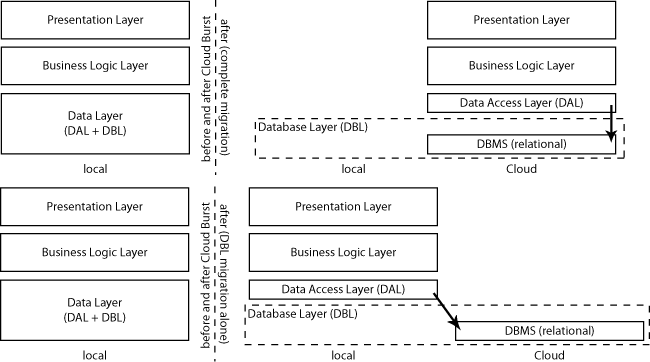 Presentation Layer
Business Logic Layer
Data Layer
(DAL + DBL)
local
before and after Cloud Burst
after (complete migration)
Presentation Layer
Business Logic Layer
Data Access Layer (DAL)
Database Layer (DBL)
DBMS (relational)
local
Cloud
Presentation Layer
Business Logic Layer
Data Layer
(DAL + DBL)
local
before and after Cloud Burst
after (DBL migration alone)
Presentation Layer
Business Logic Layer
Data Access Layer (DAL)
Database Layer (DBL)
DBMS (relational)
local
Cloud